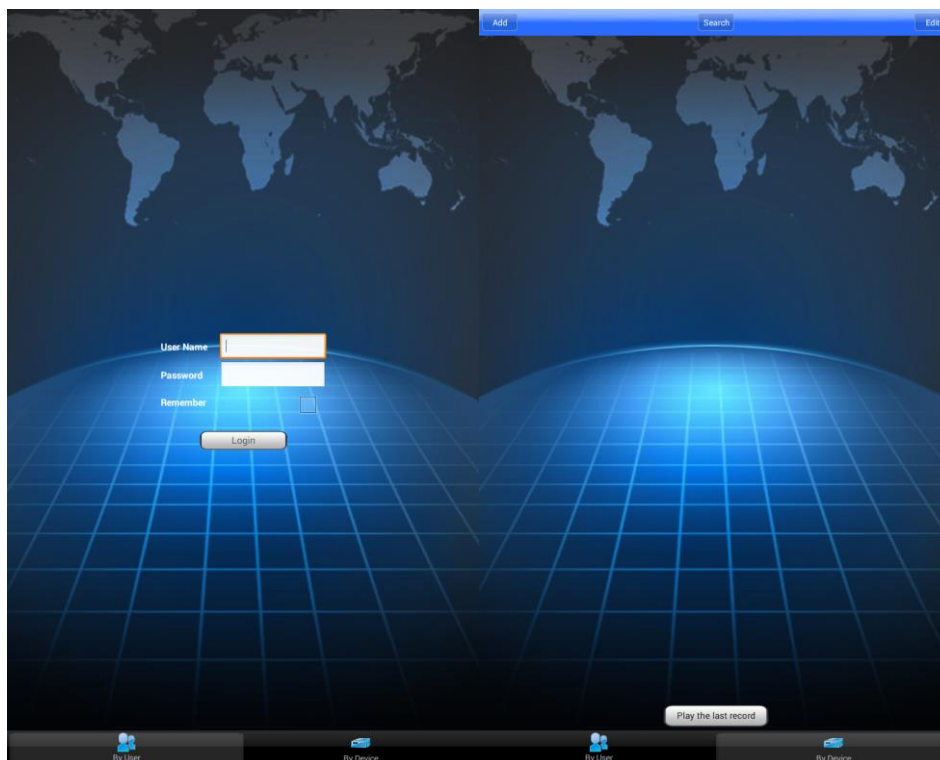 User Name
Password
Remember
Login
By User
By Device
Add
Search
Edit
Play the last record
By User
By Device